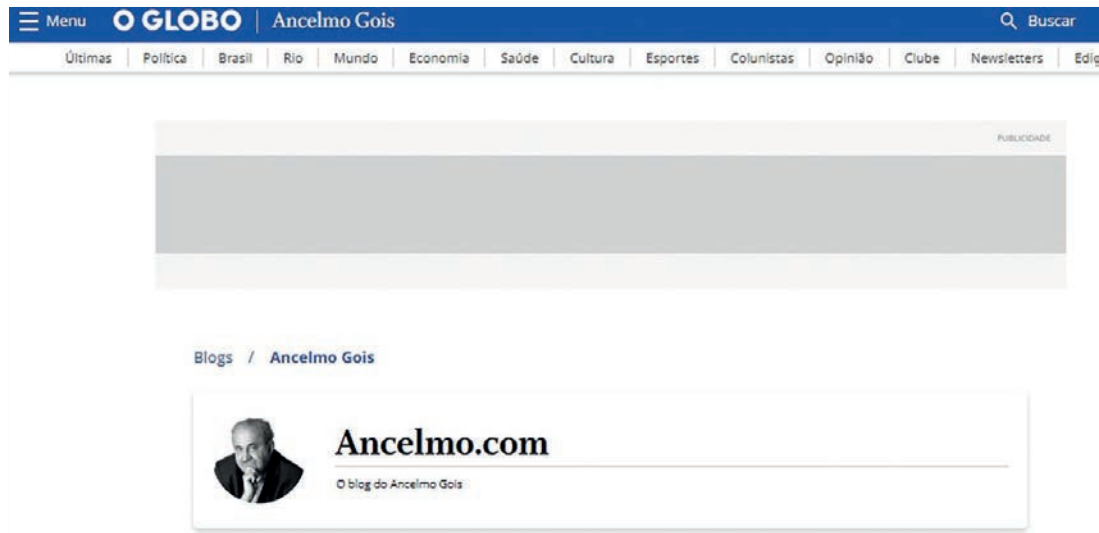 Menu O GLOBO | Ancelmo Gois Buscar
Últimas | Política | Brasil | Rio | Mundo | Economia | Saúde | Cultura | Esportes | Colunistas | Opinião | Clube | Newsletters |
PUBLICIDADE
Blogs / Ancelmo Gois
Ancelmo.com
O blog do Ancelmo Gois